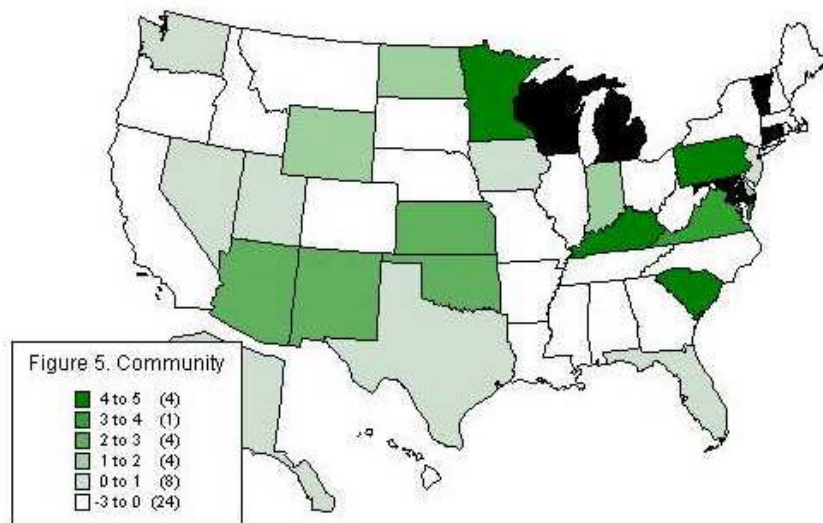 Figure 5. Community
4 to 5 (4)
3 to 4 (1)
2 to 3 (4)
1 to 2 (4)
0 to 1 (8)
-3 to 0 (24)